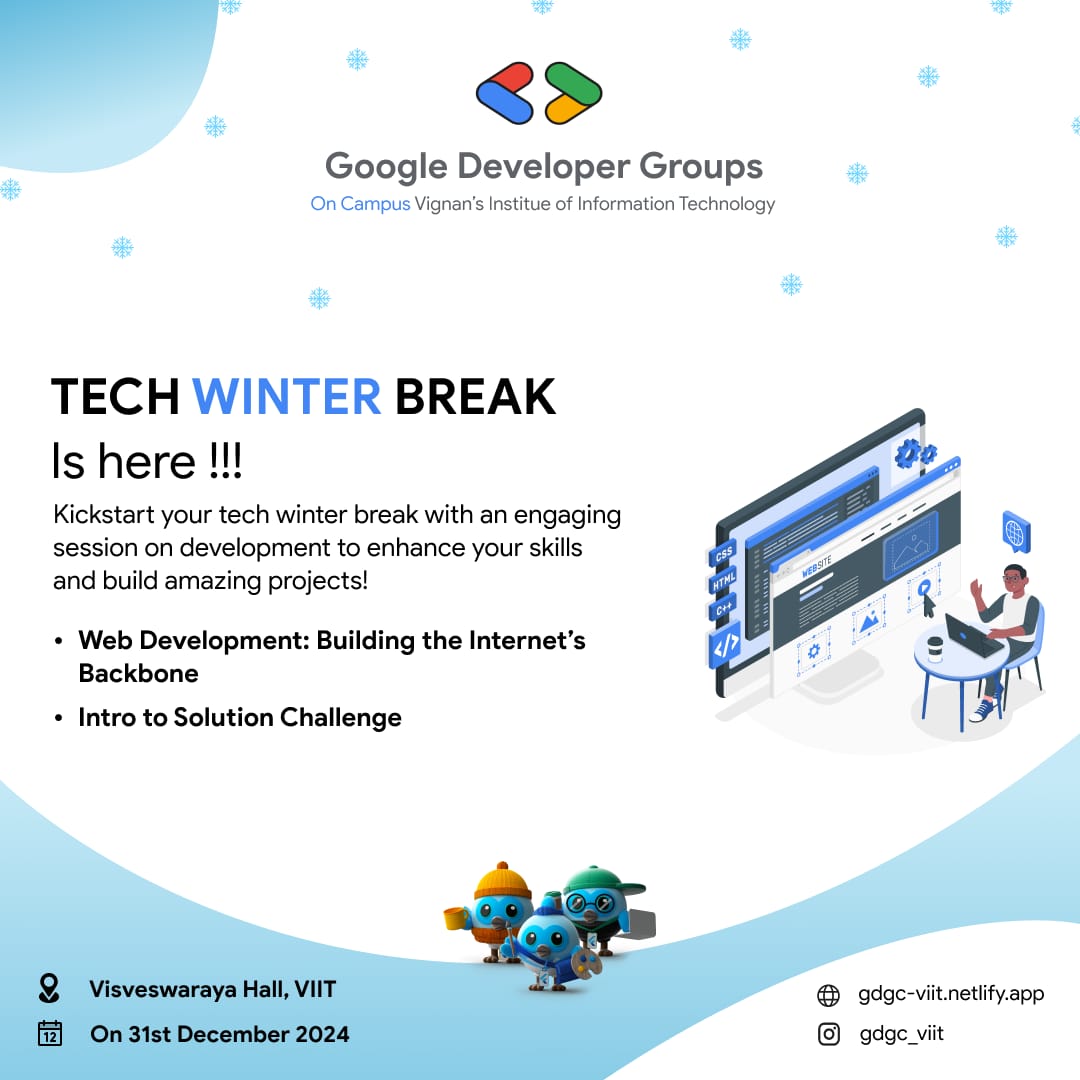 Google Developer Groups
On Campus Vignan's Institue of Information Technology
TECH WINTER BREAK
Is here !!!
Kickstart your tech winter break with an engaging
session on development to enhance your skills
and build amazing projects!
• Web Development: Building the Internet's
Backbone
• Intro to Solution Challenge
CSS
HTML
C++
</>
WEBSITE
Visveswaraya Hall, VIIT
12
On 31st December 2024
gdgc-viit.netlify.app
gdgc_viit